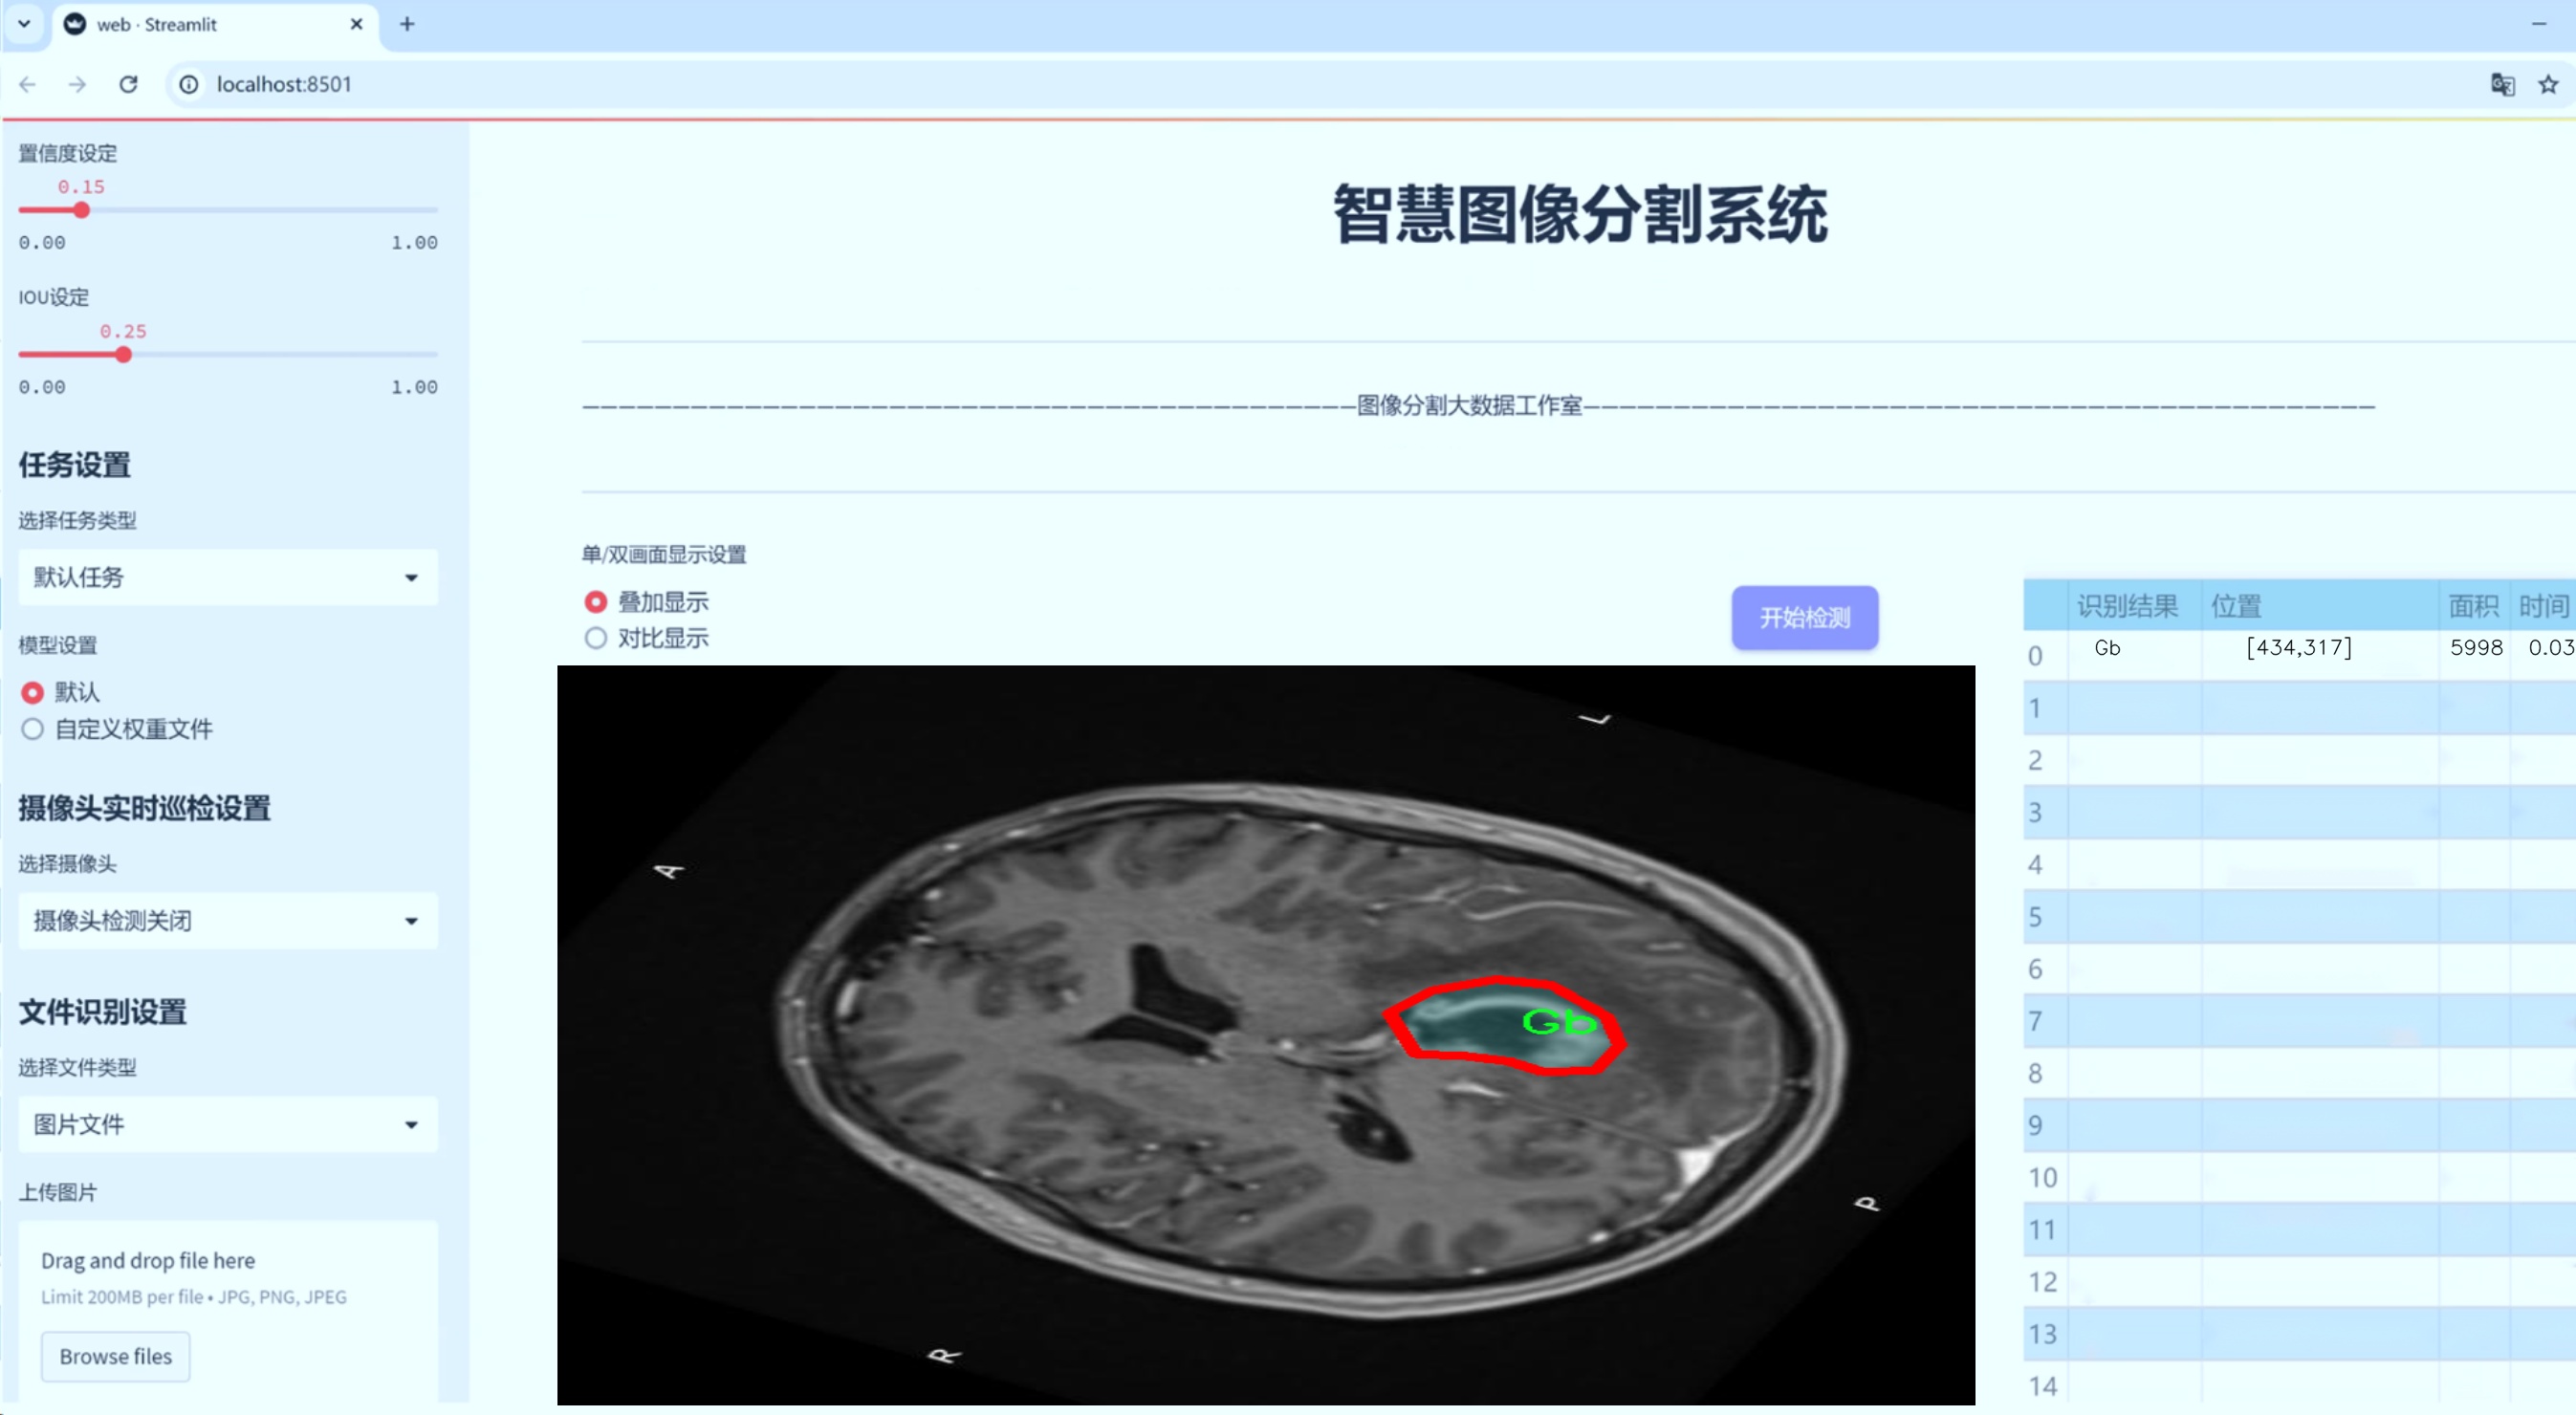 web · Streamlit
localhost:8501
置信度设定
0.15
0.00 1.00
IOU设定
0.25
0.00 1.00
任务设置
选择任务类型
默认任务
模型设置
默认
自定义权重文件
摄像头实时巡检设置
选择摄像头
摄像头检测关闭
文件识别设置
选择文件类型
图片文件
上传图片
Drag and drop file here
Limit 200MB per file • JPG, PNG, JPEG
Browse files
智慧图像分割系统
———————————————————————————————————————————图像分割大数据工作室————————————————————————————————————————————
单/双画面显示设置
叠加显示
对比显示
开始检测
L
A
Gb
P
R
识别结果 位置 面积 时间
0 Gb [434,317] 5998 0.03
1
2
3
4
5
6
7
8
9
10
11
12
13
14